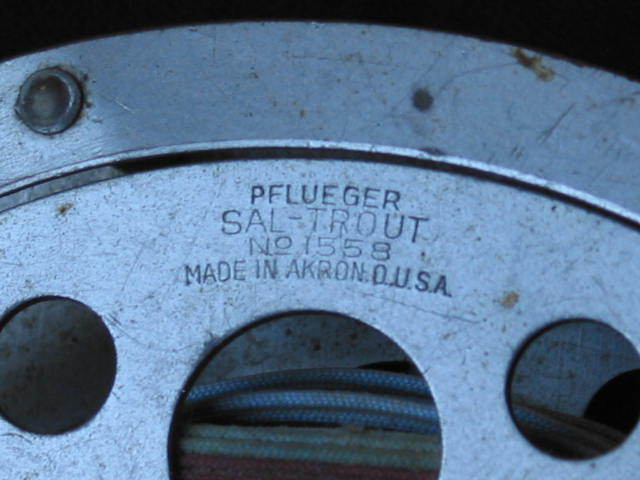 PFLUEGER
SAL-TROUT
No 1558
MADE IN AKRON.O.U.S.A.